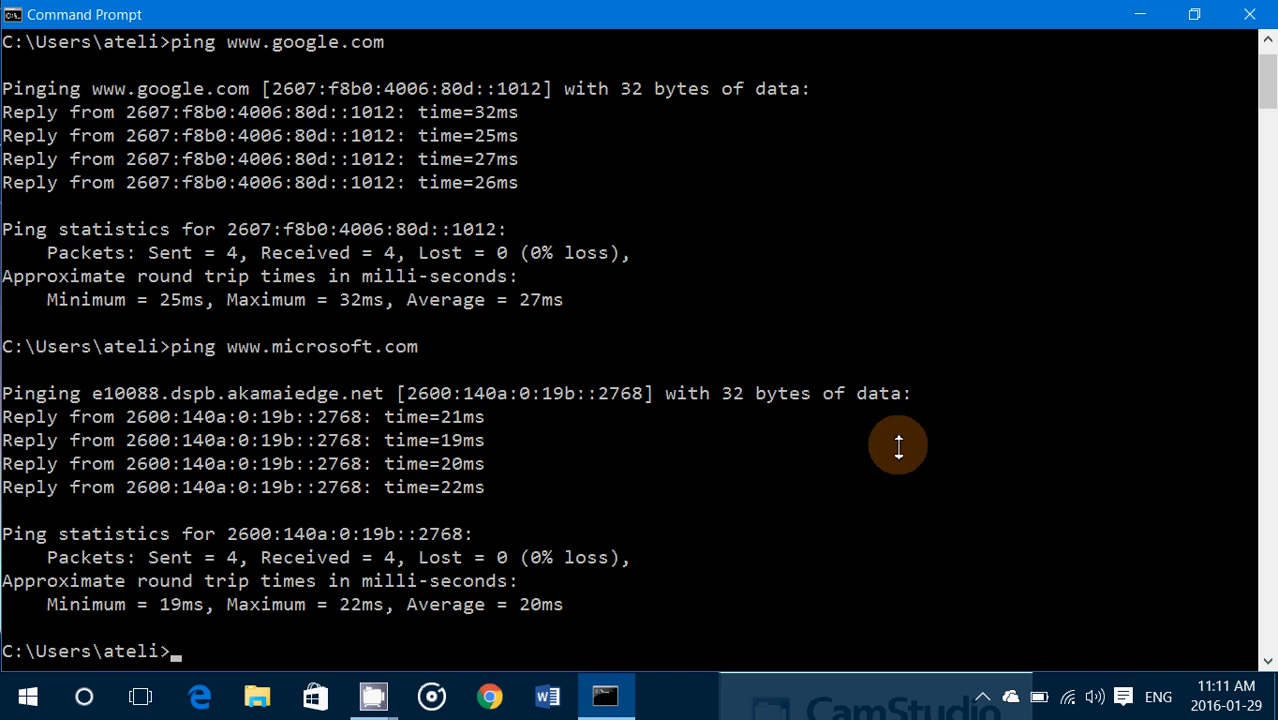 Command Prompt
C:\Users\ateli>ping www.google.com
Pinging www.google.com [2607:f8b0:4006:80d::1012] with 32 bytes of data:
Reply from 2607:f8b0:4006:80d::1012: time=32ms
Reply from 2607:f8b0:4006:80d::1012: time=25ms
Reply from 2607:f8b0:4006:80d::1012: time=27ms
Reply from 2607:f8b0:4006:80d::1012: time=26ms
Ping statistics for 2607:f8b0:4006:80d::1012:
    Packets: Sent = 4, Received = 4, Lost = 0 (0% loss),
Approximate round trip times in milli-seconds:
    Minimum = 25ms, Maximum = 32ms, Average = 27ms
C:\Users\ateli>ping www.microsoft.com
Pinging e10088.dspb.akamaiedge.net [2600:140a:0:19b::2768] with 32 bytes of data:
Reply from 2600:140a:0:19b::2768: time=21ms
Reply from 2600:140a:0:19b::2768: time=19ms
Reply from 2600:140a:0:19b::2768: time=20ms
Reply from 2600:140a:0:19b::2768: time=22ms
Ping statistics for 2600:140a:0:19b::2768:
    Packets: Sent = 4, Received = 4, Lost = 0 (0% loss),
Approximate round trip times in milli-seconds:
    Minimum = 19ms, Maximum = 22ms, Average = 20ms
C:\Users\ateli>_
CamStudio
ENG
11:11 AM
2016-01-29